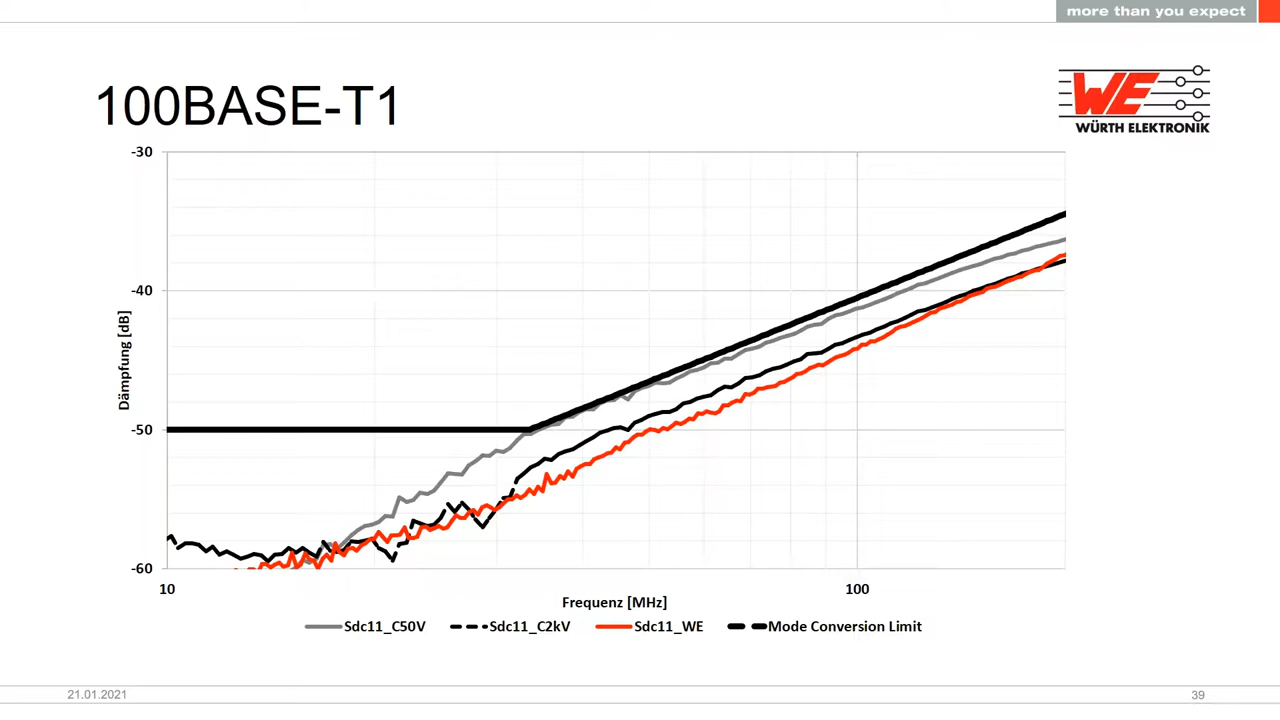 more than you expect
100BASE-T1
WE
WÜRTH ELEKTRONIK
-30
-40
-50
-60
Dämpfung [dB]
10
100
Frequenz [MHz]
Sdc11_C50V
Sdc11_C2kV
Sdc11_WE
Mode Conversion Limit
21.01.2021
39